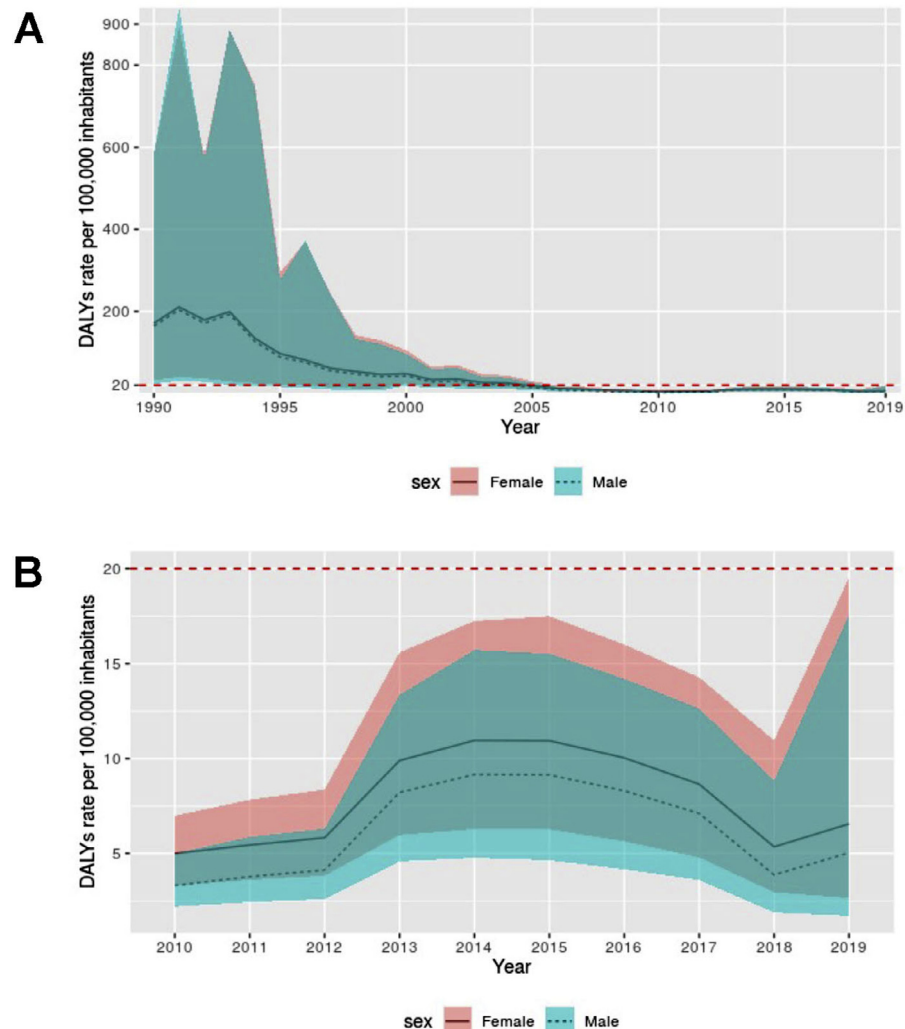 A
DALYs rate per 100,000 inhabitants
900
800
600
400
200
20
1990 1995 2000 2005 2010 2015 2019
Year
sex Female Male
B
DALYs rate per 100,000 inhabitants
20
15
10
5
2010 2011 2012 2013 2014 2015 2016 2017 2018 2019
Year
sex Female Male